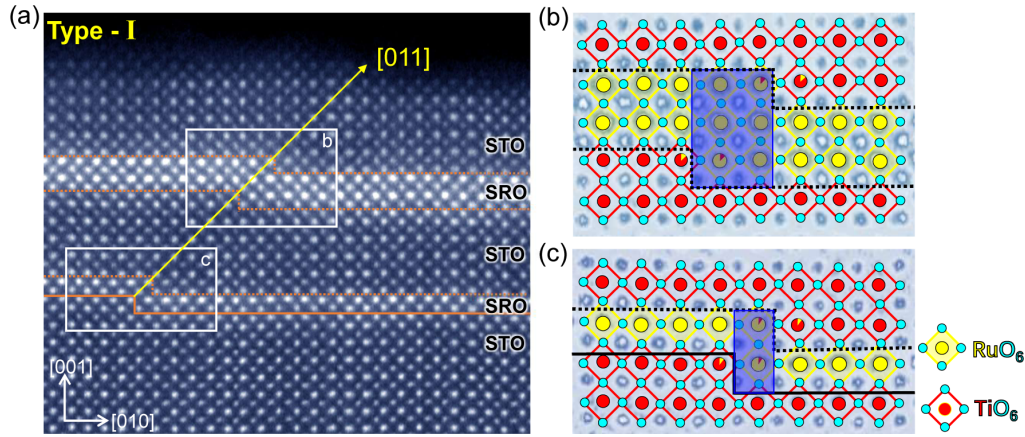 (a)
Type - I
[011]
b
STO
SRO
STO
c
SRO
STO
[001]
[010]
(b)
(c)
RuO₆
TiO₆